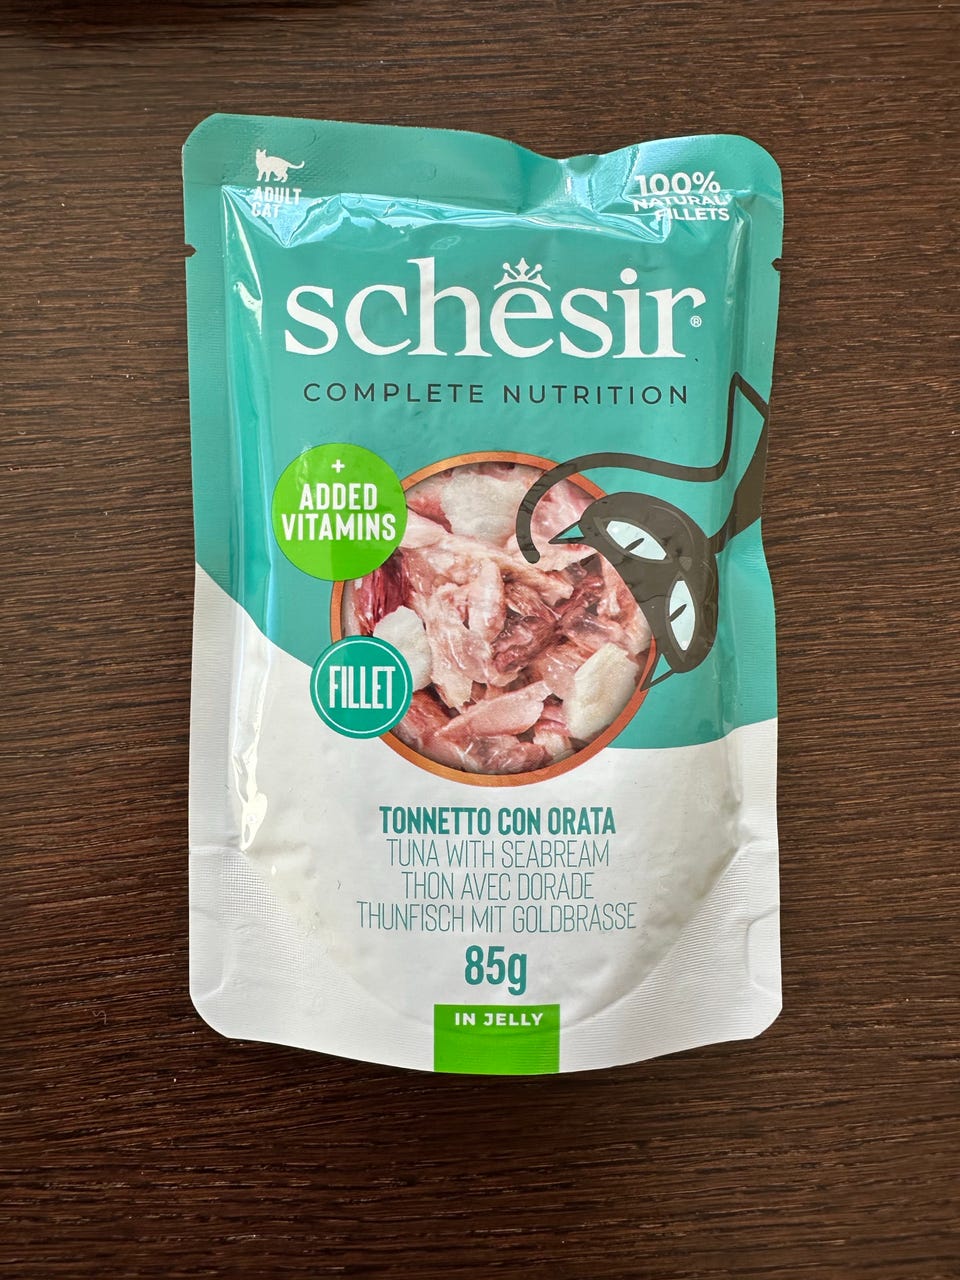 ADULT
CAT
100%
NATURAL*
FILLETS
schesir®
COMPLETE NUTRITION
+
ADDED
VITAMINS
FILLET
TONNETTO CON ORATA
TUNA WITH SEABREAM
THON AVEC DORADE
THUNFISCH MIT GOLDBRASSE
85g
IN JELLY